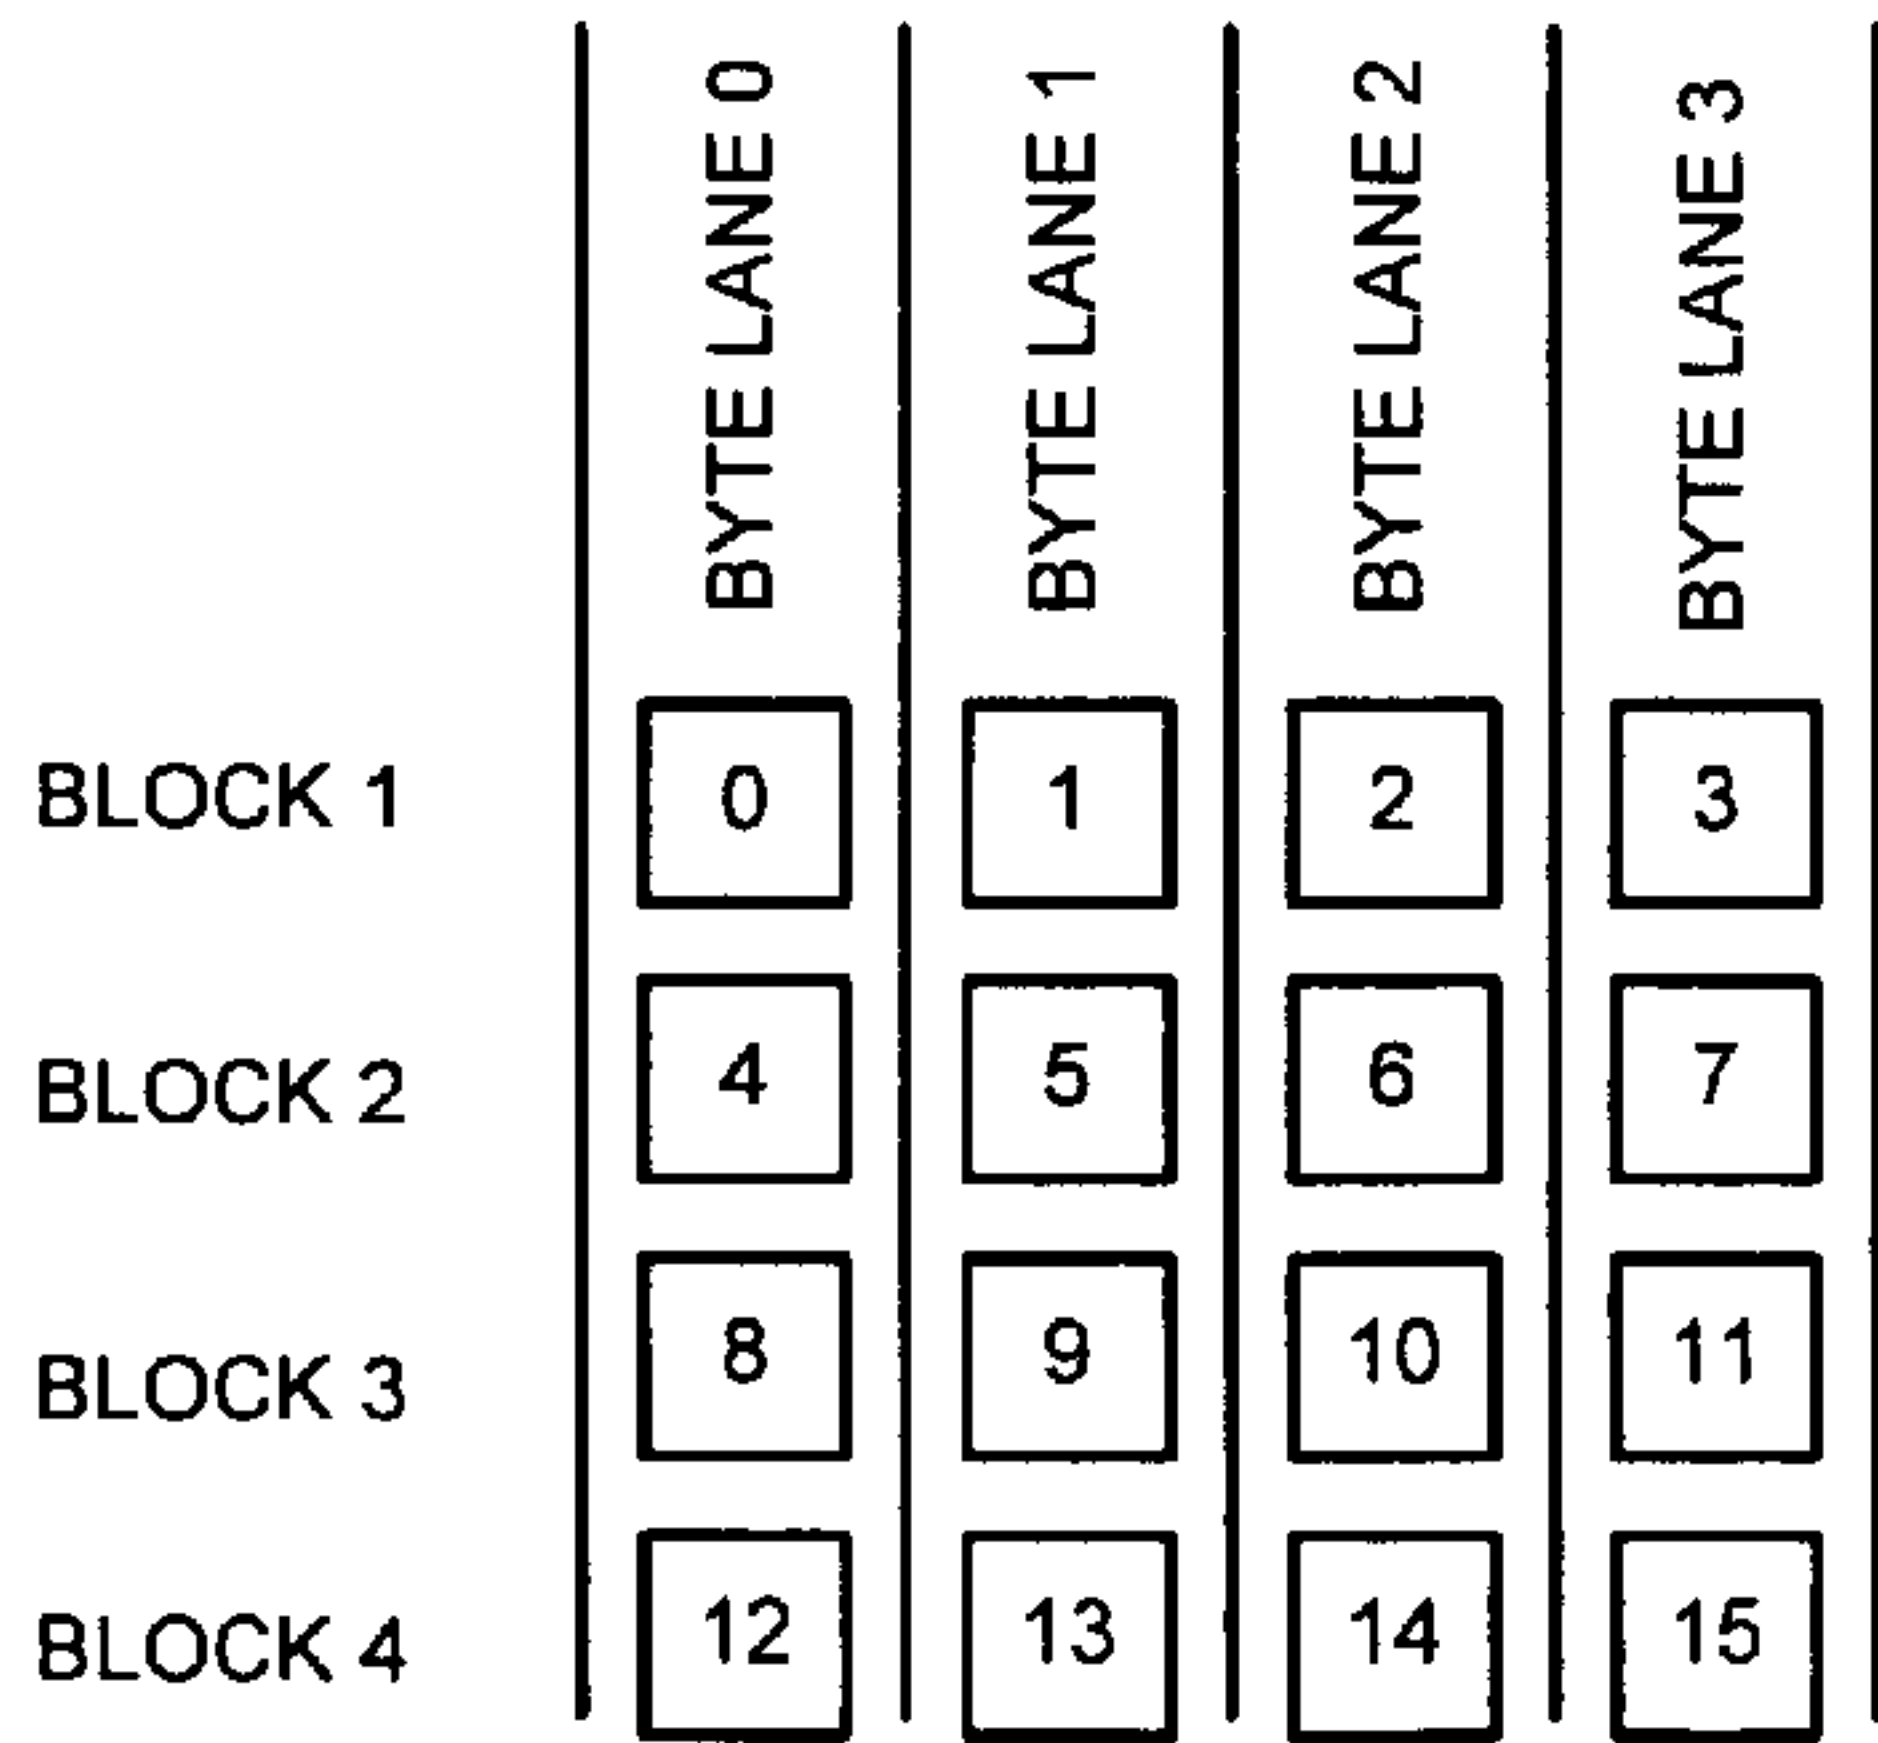 BYTE LANE 0
BYTE LANE 1
BYTE LANE 2
BYTE LANE 3
BLOCK 1 0 1 2 3
BLOCK 2 4 5 6 7
BLOCK 3 8 9 10 11
BLOCK 4 12 13 14 15